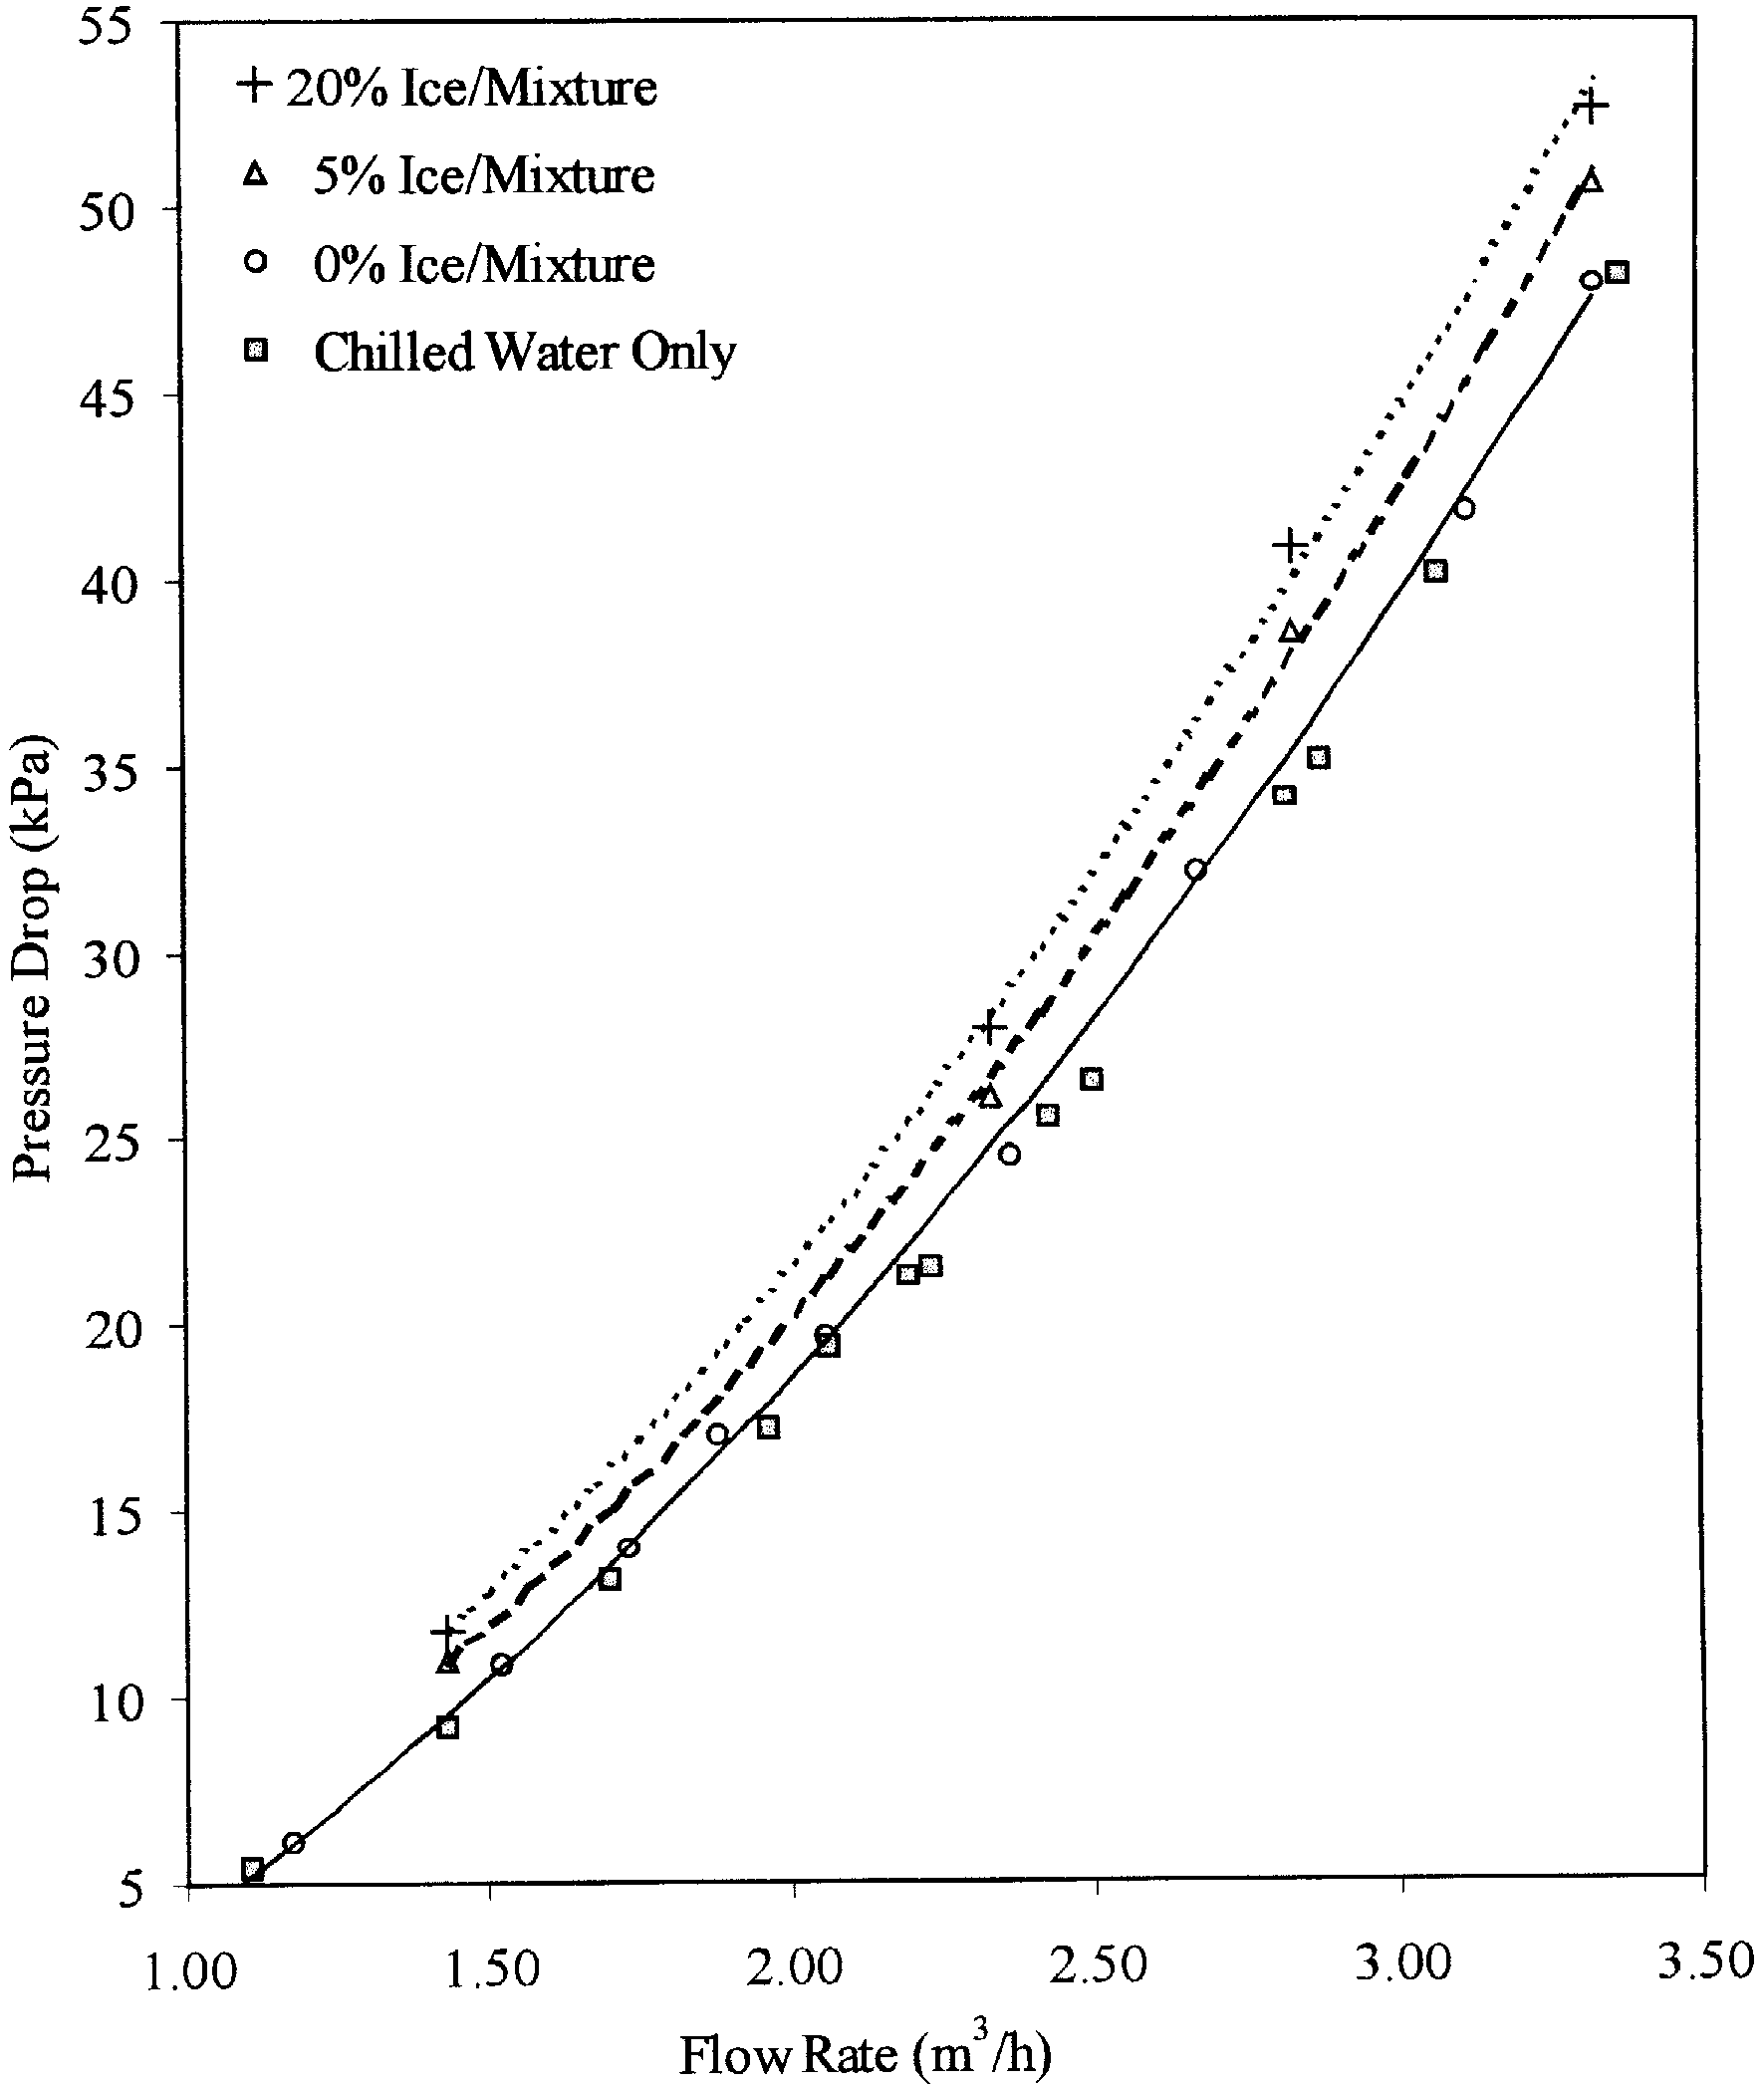 55
50
45
40
35
30
25
20
15
10
5
Pressure Drop (kPa)
20% Ice/Mixture
5% Ice/Mixture
0% Ice/Mixture
Chilled Water Only
1.00 1.50 2.00 2.50 3.00 3.50
Flow Rate (m³/h)